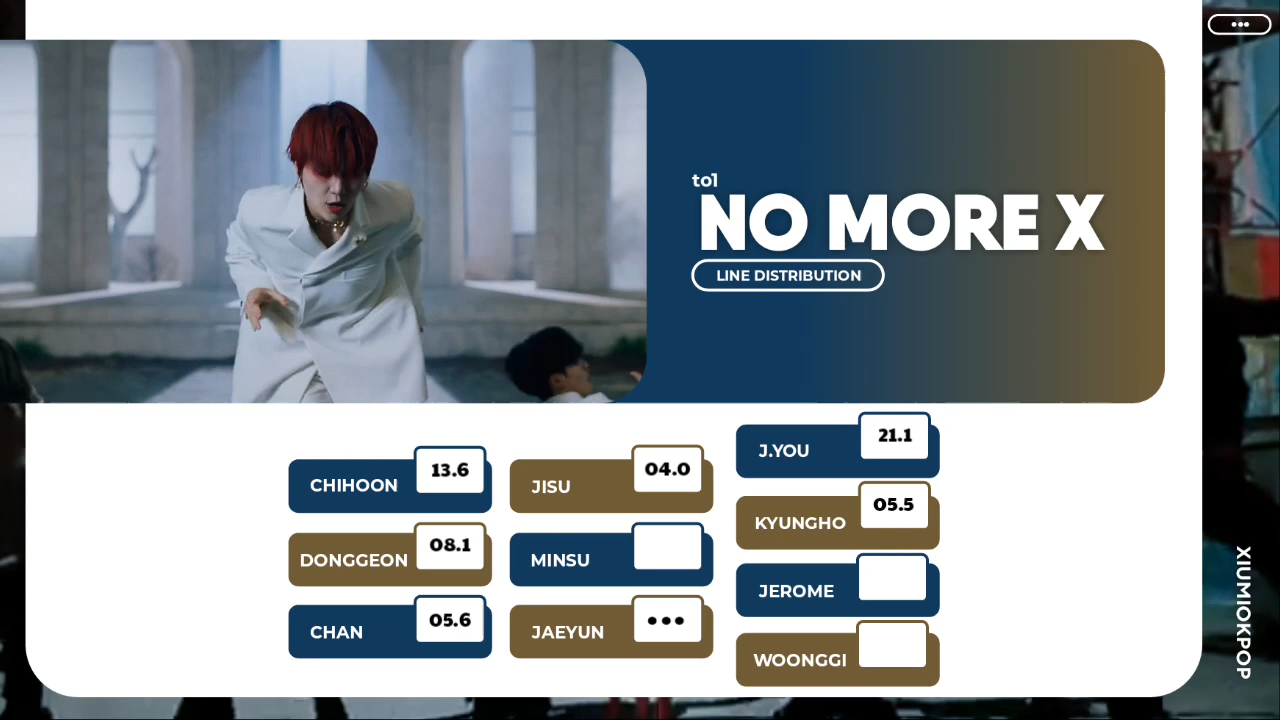 •••
to1
NO MORE X
LINE DISTRIBUTION
CHIHOON 13.6
DONGGEON 08.1
CHAN 05.6
JISU 04.0
MINSU
JAEYUN •••
J.YOU 21.1
KYUNGHO 05.5
JEROME
WOONGGI
XIUMIOKPOP